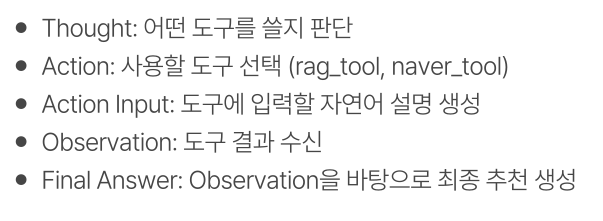 • Thought: 어떤 도구를 쓸지 판단
• Action: 사용할 도구 선택 (rag_tool, naver_tool)
• Action Input: 도구에 입력할 자연어 설명 생성
• Observation: 도구 결과 수신
• Final Answer: Observation을 바탕으로 최종 추천 생성